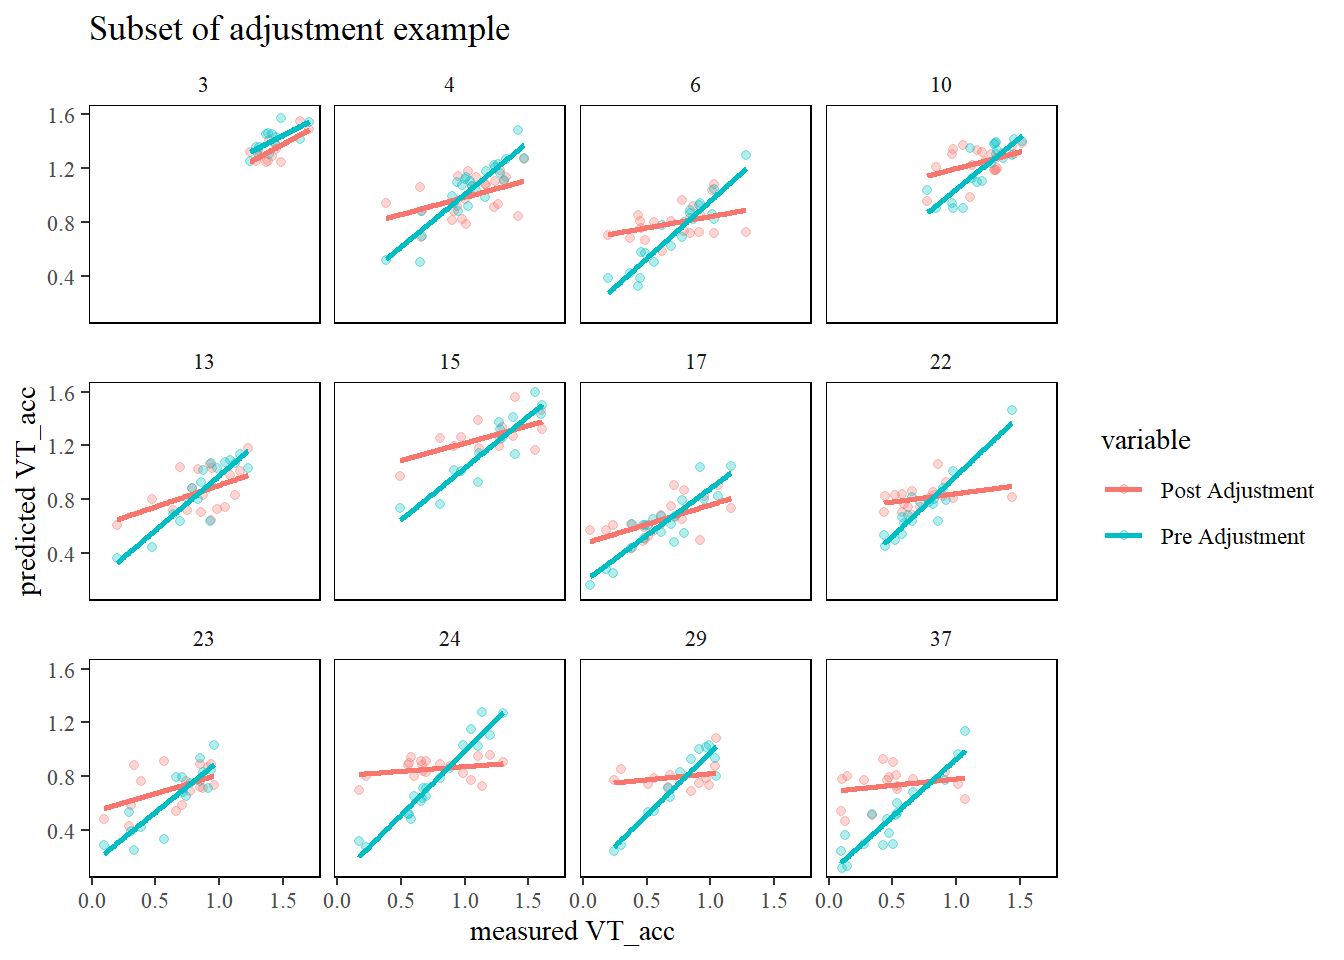 Subset of adjustment example
3 4 6 10
1.6
1.2
0.8
0.4
13 15 17 22
1.6
1.2
0.8
0.4
23 24 29 37
1.6
1.2
0.8
0.4
0.0 0.5 1.0 1.5 0.0 0.5 1.0 1.5 0.0 0.5 1.0 1.5 0.0 0.5 1.0 1.5
measured VT_acc
predicted VT_acc
variable
Post Adjustment
Pre Adjustment